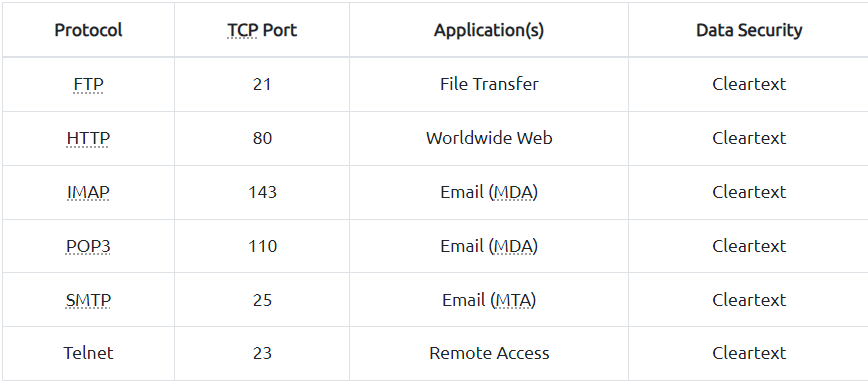 Protocol TCP Port Application(s) Data Security
FTP 21 File Transfer Cleartext
HTTP 80 Worldwide Web Cleartext
IMAP 143 Email (MDA) Cleartext
POP3 110 Email (MDA) Cleartext
SMTP 25 Email (MTA) Cleartext
Telnet 23 Remote Access Cleartext